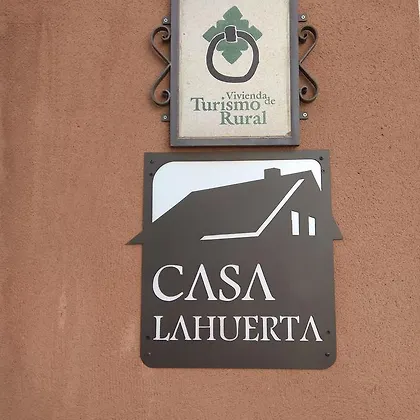 Vivienda de
Turismo
Rural
CASA
LAHUERTA